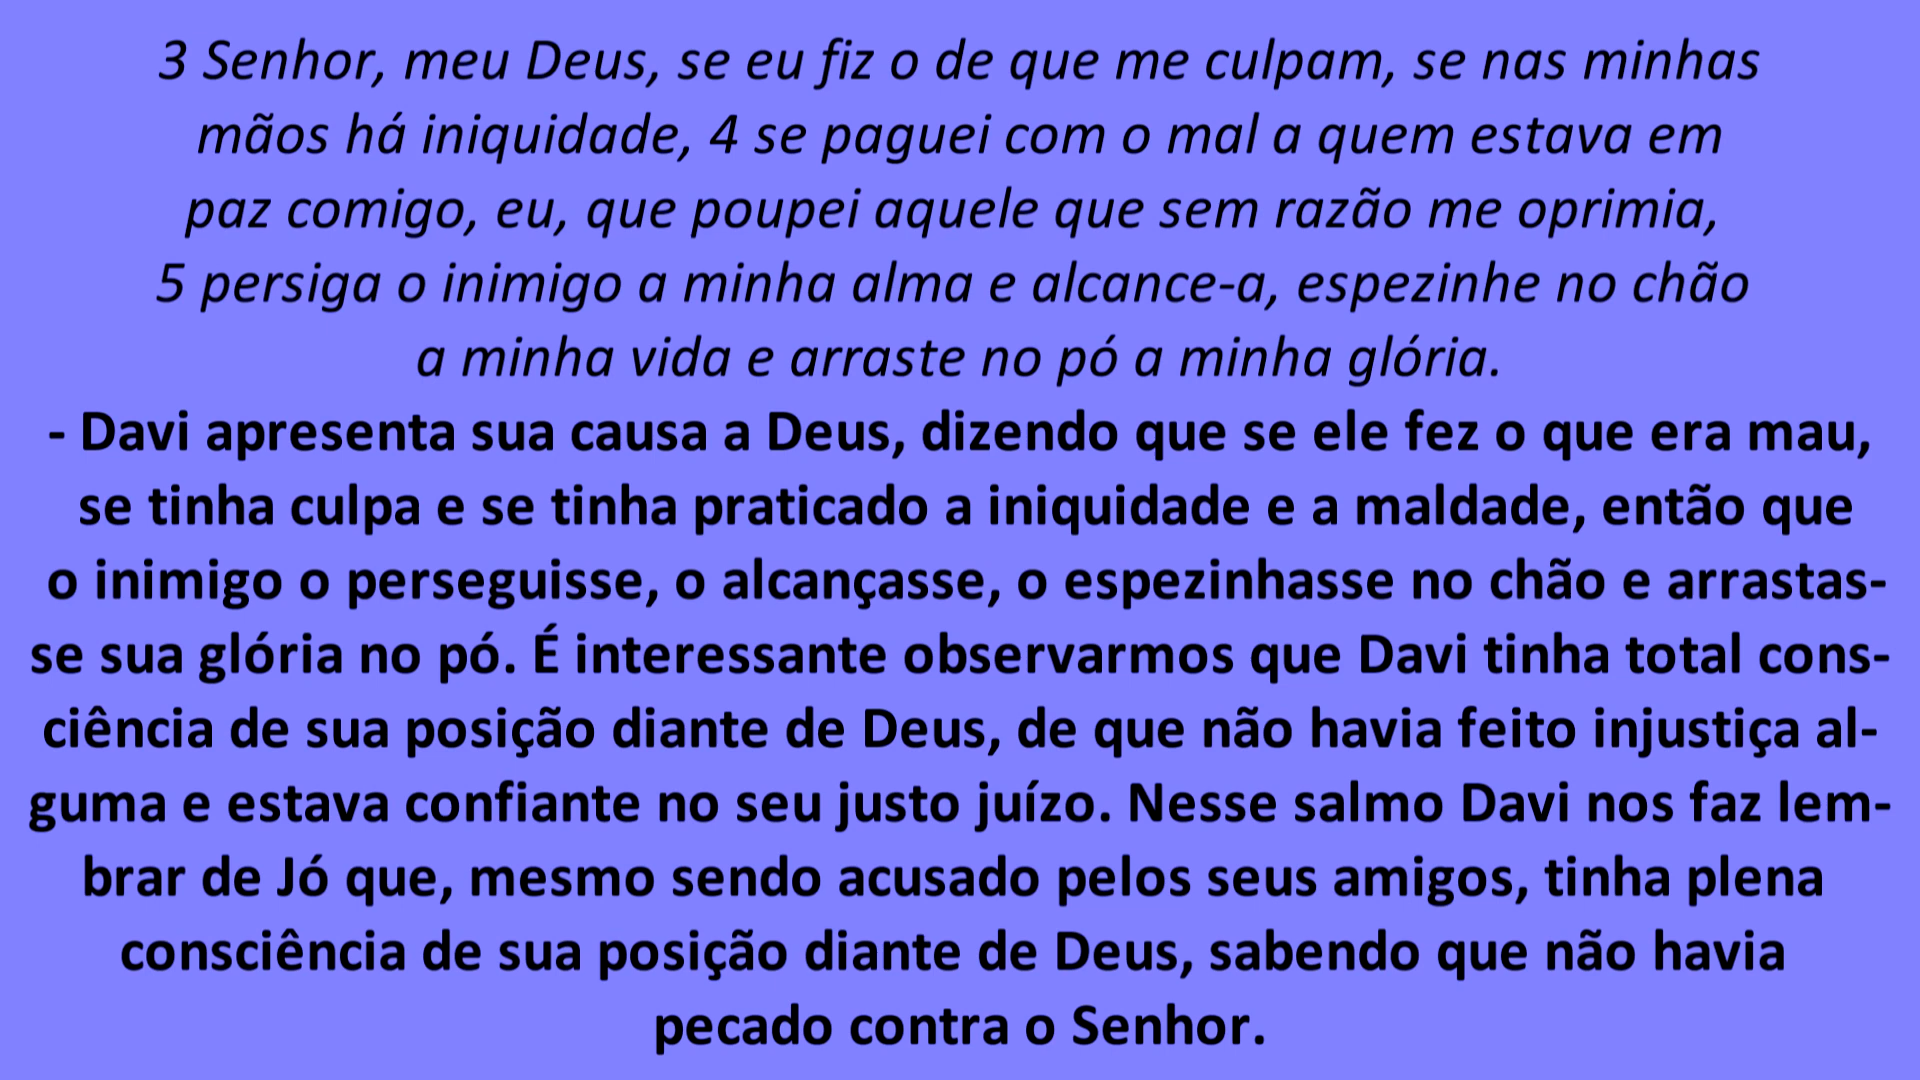 3 Senhor, meu Deus, se eu fiz o de que me culpam, se nas minhas
mãos há iniquidade, 4 se paguei com o mal a quem estava em
paz comigo, eu, que poupei aquele que sem razão me oprimia,
5 persiga o inimigo a minha alma e alcance-a, espezinhe no chão
a minha vida e arraste no pó a minha glória.
- Davi apresenta sua causa a Deus, dizendo que se ele fez o que era mau,
se tinha culpa e se tinha praticado a iniquidade e a maldade, então que
o inimigo o perseguisse, o alcançasse, o espezinhasse no chão e arrastas-
se sua glória no pó. É interessante observarmos que Davi tinha total cons-
ciência de sua posição diante de Deus, de que não havia feito injustiça al-
guma e estava confiante no seu justo juízo. Nesse salmo Davi nos faz lem-
brar de Jó que, mesmo sendo acusado pelos seus amigos, tinha plena
consciência de sua posição diante de Deus, sabendo que não havia
pecado contra o Senhor.